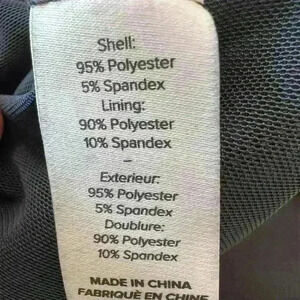 Shell:
95% Polyester
5% Spandex
Lining:
90% Polyester
10% Spandex
–
Exterieur:
95% Polyester
5% Spandex
Doublure:
90% Polyester
10% Spandex
MADE IN CHINA
FABRIQUÉ EN CHINE